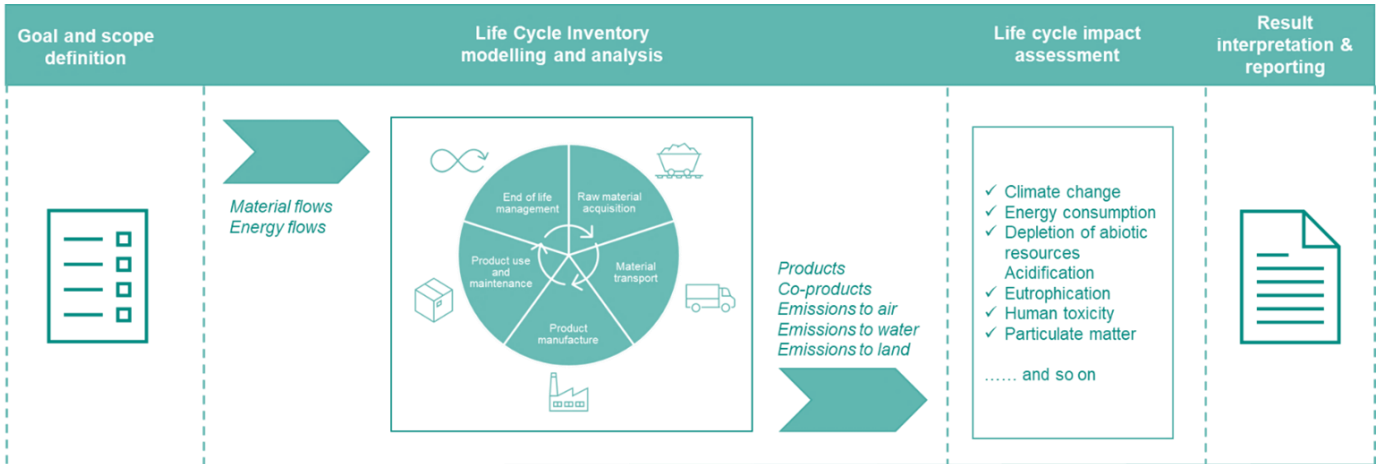 Goal and scope
definition
Life Cycle Inventory
modelling and analysis
Life cycle impact
assessment
Result
interpretation &
reporting
Material flows
Energy flows
End of life
management
Raw material
acquisition
Product use
and
maintenance
Material
transport
Product
manufacture
Products
Co-products
Emissions to air
Emissions to water
Emissions to land
✓ Climate change
✓ Energy consumption
✓ Depletion of abiotic
resources
Acidification
✓ Eutrophication
✓ Human toxicity
✓ Particulate matter
…… and so on